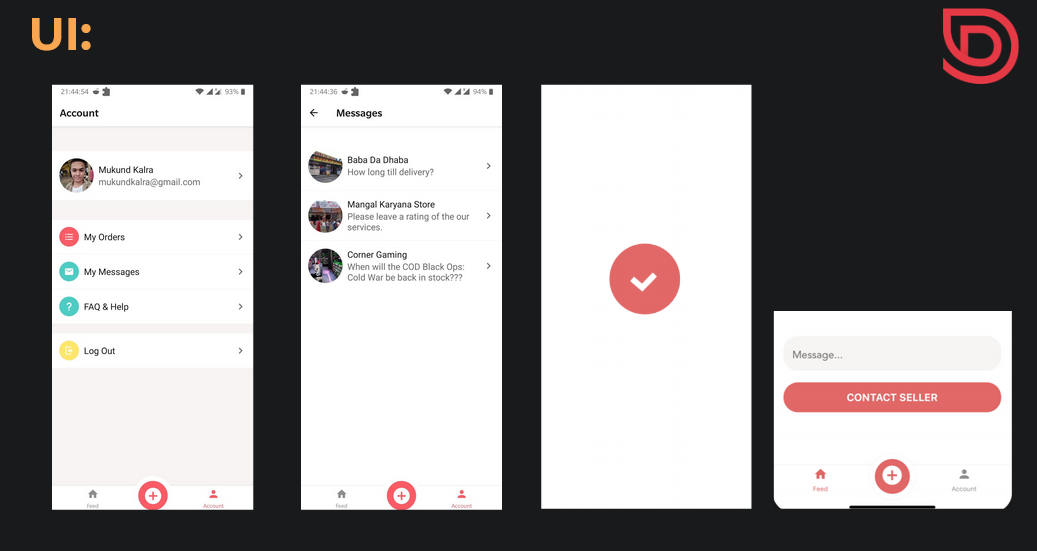 UI:
21:44:54
93%
Account
Mukund Kalra
mukundkalra@gmail.com
My Orders
My Messages
FAQ & Help
Log Out
Feed
Account
21:44:36
94%
Messages
Baba Da Dhaba
How long till delivery?
Mangal Karyana Store
Please leave a rating of the our
services.
Corner Gaming
When will the COD Black Ops:
Cold War be back in stock???
Feed
Account
Message...
CONTACT SELLER
Feed
Account